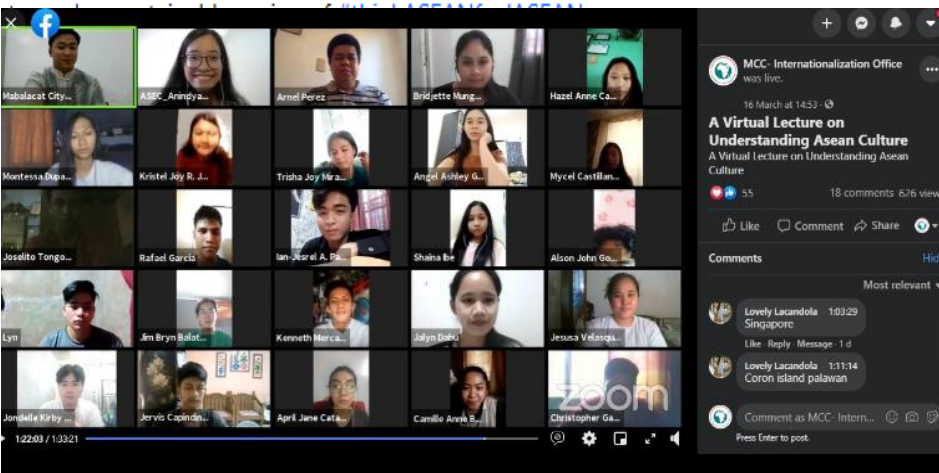 #thinkASEANfeelASEAN
Mabalacat City...
ASEC_Anindya...
Arnel Perez
Bridjette Mung...
Hazel Anne Ca...
Montessa Dupa...
Kristel Joy R. J...
Trisha Joy Mira...
Angel Ashley G...
Mycel Castillan...
Joselito Tongo...
Rafael Garcia
Ian-Jesrel A. Pa...
Shaina Ibe
Alson John Go...
Lyn
Jim Bryn Balat...
Kenneth Merca...
Jailyn Dabu
Jesusa Velasqu...
Jondelle Kirby ...
Jervis Capindin...
April Jane Cata...
Camille Anne B...
Christopher Ga...
zoom
1:22:03 / 1:33:21
MCC- Internationalization Office
was live.
16 March at 14:53 ·
A Virtual Lecture on
Understanding Asean Culture
A Virtual Lecture on Understanding Asean
Culture
55
18 comments 626 view
Like Comment Share
Comments Hid
Most relevant
Lovely Lacandola 1:03:29
Singapore
Like · Reply · Message · 1 d
Lovely Lacandola 1:11:14
Coron island palawan
Comment as MCC- Intern...
Press Enter to post.